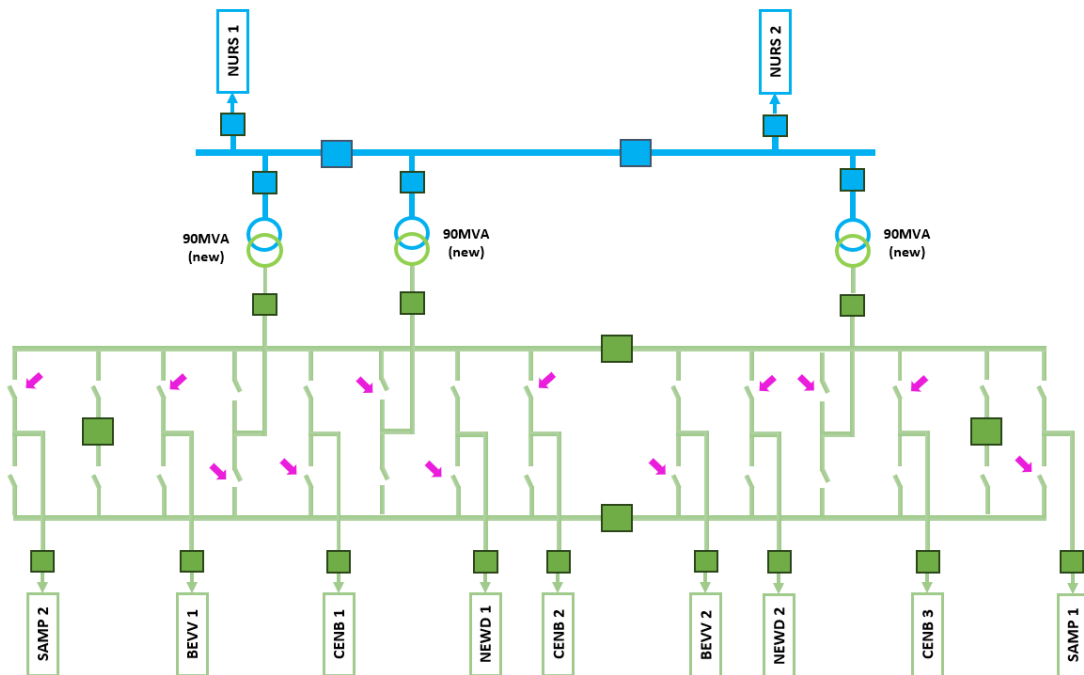 NURS 1
NURS 2
90MVA
(new)
90MVA
(new)
90MVA
(new)
SAMP 2
BEVV 1
CENB 1
NEWD 1
CENB 2
BEVV 2
NEWD 2
CENB 3
SAMP 1